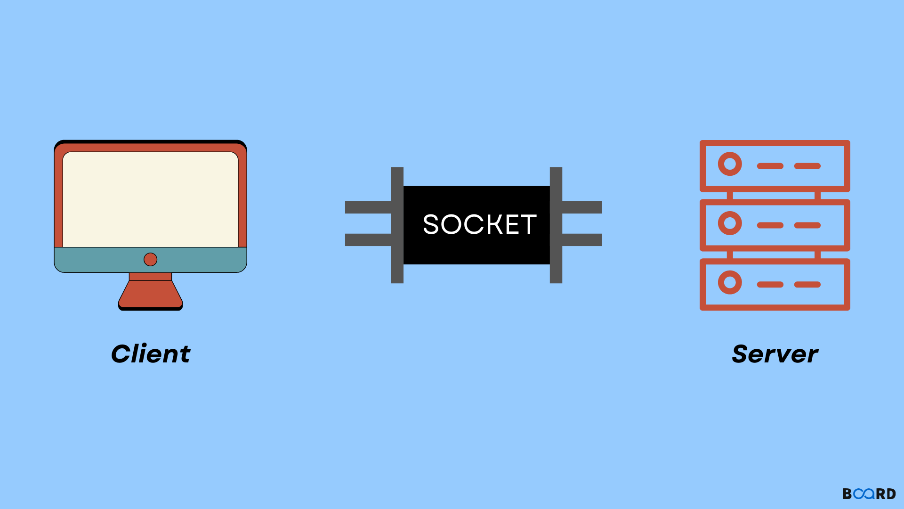 SOCKET
Client
Server
BOARD